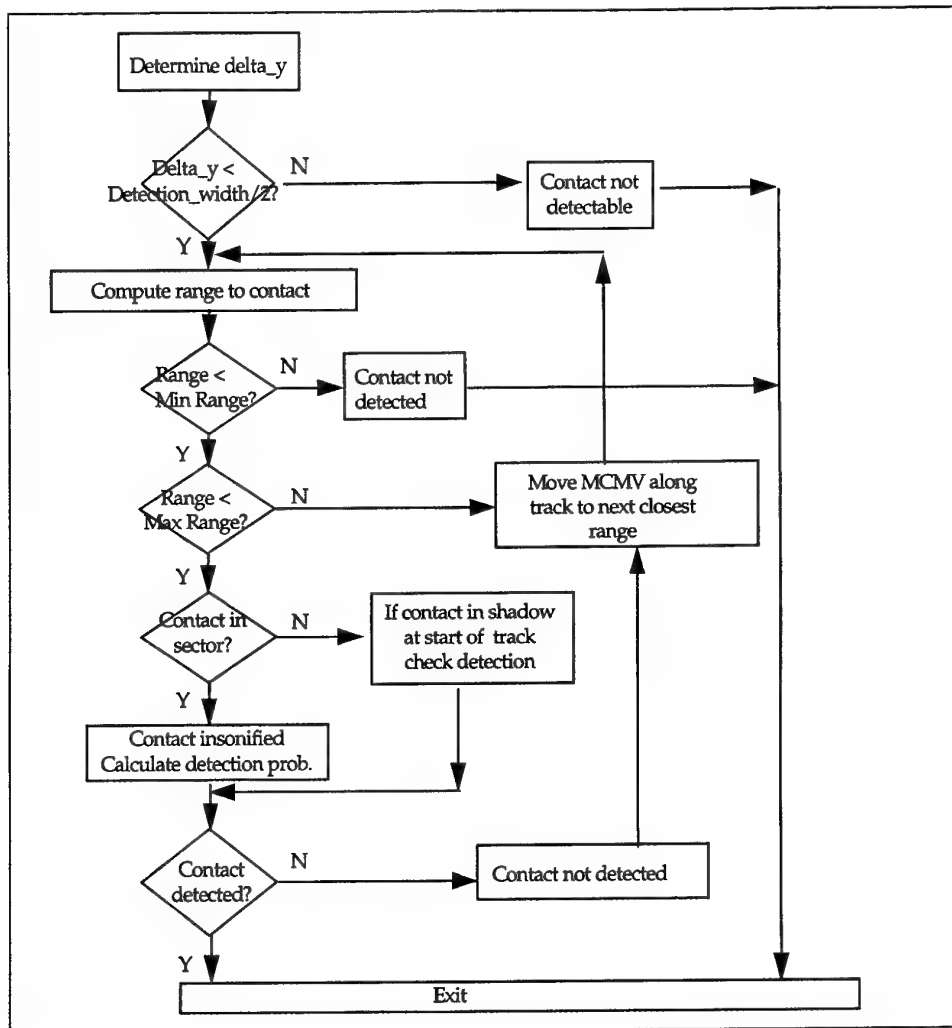 Determine delta_y
Delta_y <
Detection_width/2?
N
Contact not
detectable
Y
Compute range to contact
Range <
Min Range?
N
Contact not
detected
Y
Range <
Max Range?
N
Move MCMV along
track to next closest
range
Y
Contact in
sector?
N
If contact in shadow
at start of track
check detection
Y
Contact insonified
Calculate detection prob.
Contact
detected?
N
Contact not detected
Y
Exit